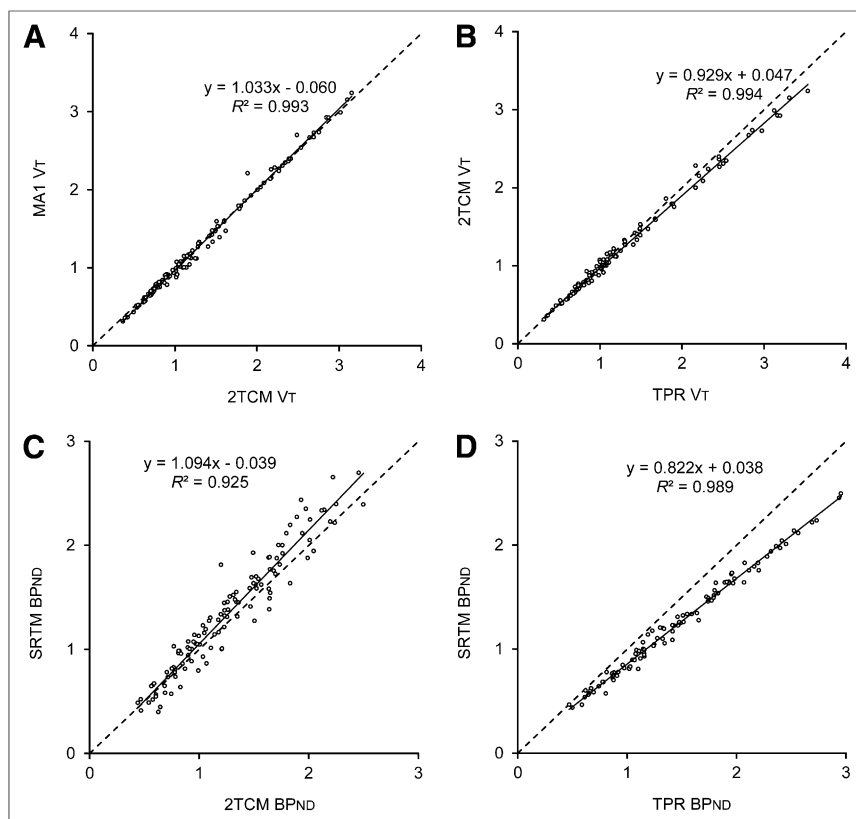 A
4
3
2
1
0
0
1
2
3
4
y = 1.033x - 0.060
R² = 0.993
MA1 VT
2TCM VT
B
4
3
2
1
0
0
1
2
3
4
y = 0.929x + 0.047
R² = 0.994
2TCM VT
TPR VT
C
3
2
1
0
0
1
2
3
y = 1.094x - 0.039
R² = 0.925
SRTM BPND
2TCM BPND
D
3
2
1
0
0
1
2
3
y = 0.822x + 0.038
R² = 0.989
SRTM BPND
TPR BPND